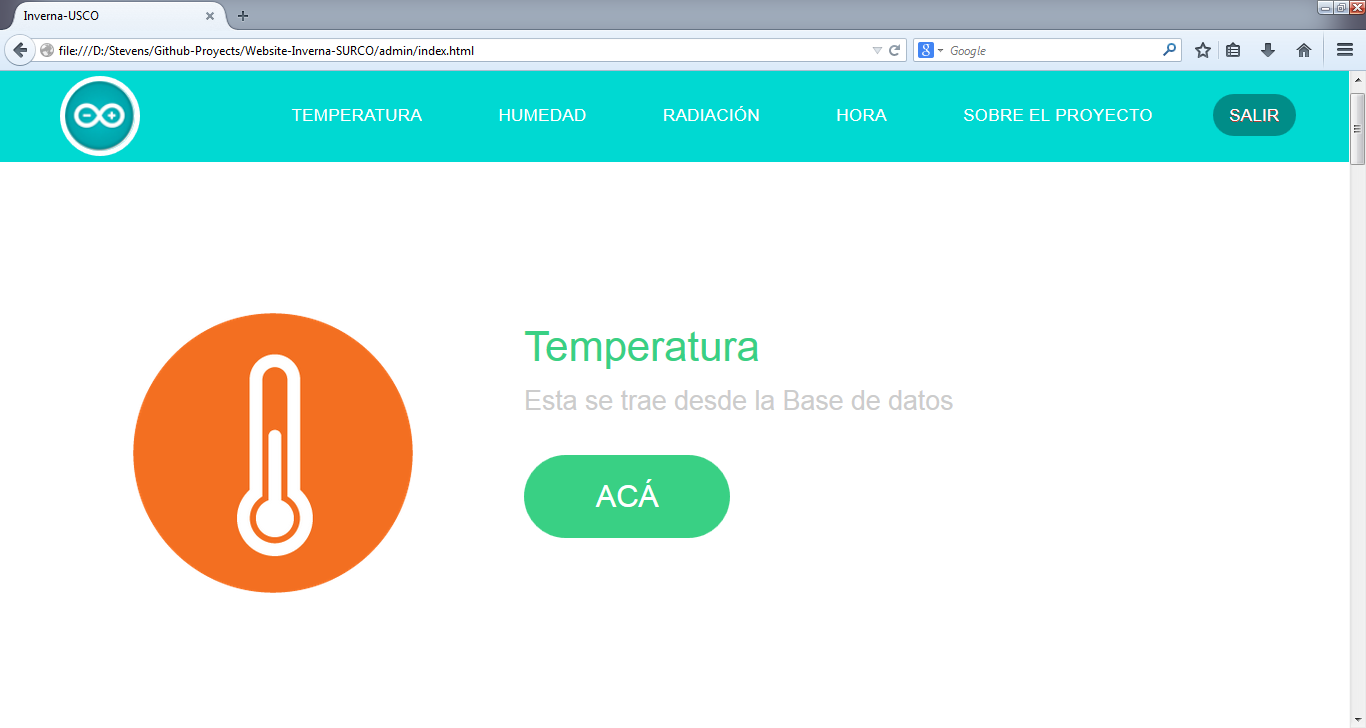 Inverna-USCO
file:///D:/Stevens/Github-Proyects/Website-Inverna-SURCO/admin/index.html
8 Google
TEMPERATURA HUMEDAD RADIACIÓN HORA SOBRE EL PROYECTO SALIR
Temperatura
Esta se trae desde la Base de datos
ACÁ